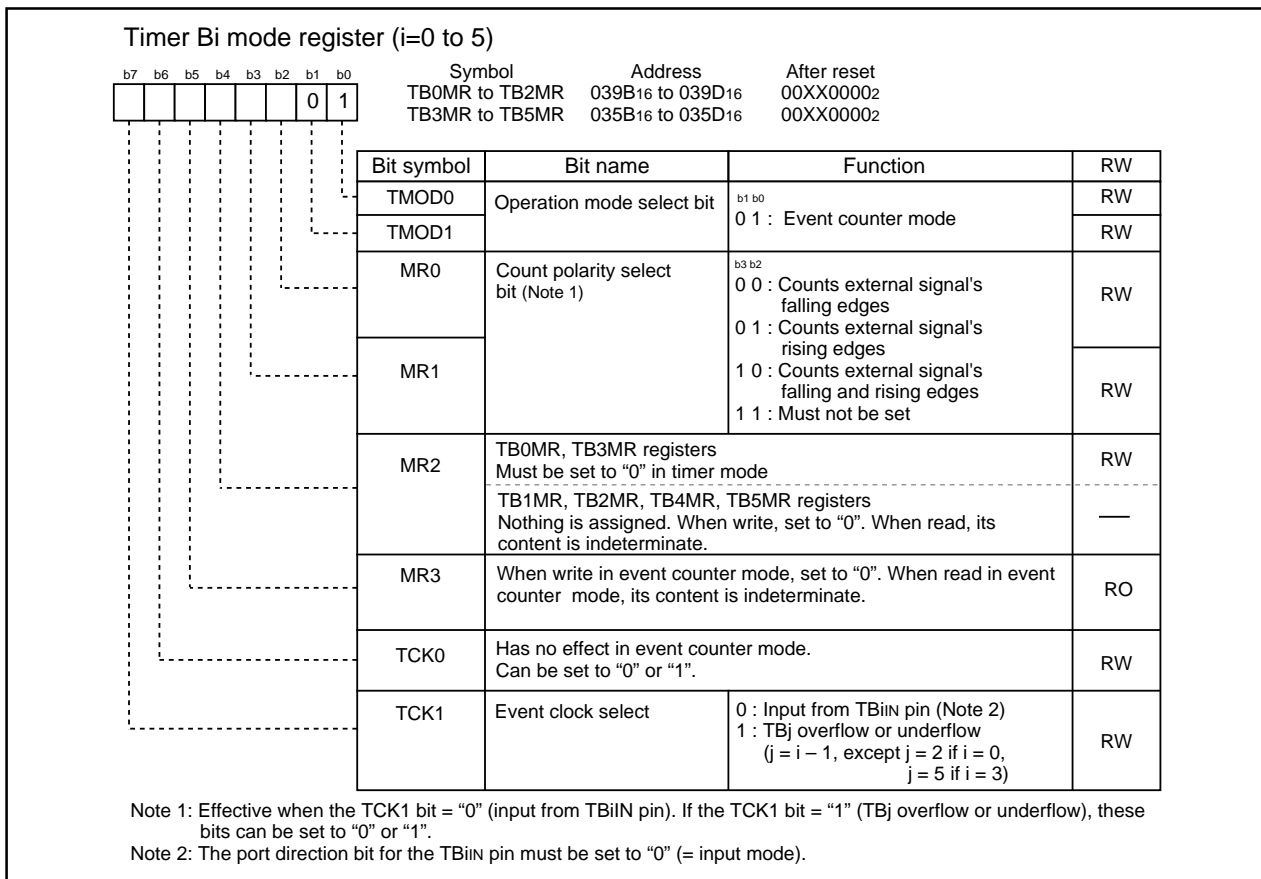 Timer Bi mode register (i=0 to 5)
b7 b6 b5 b4 b3 b2 b1 b0
0 1
Symbol Address After reset
TB0MR to TB2MR 039B16 to 039D16 00XX00002
TB3MR to TB5MR 035B16 to 035D16 00XX00002
Bit symbol Bit name Function RW
TMOD0 Operation mode select bit b1 b0 RW
0 1 : Event counter mode
TMOD1 RW
MR0 Count polarity select b3 b2
bit (Note 1) 0 0 : Counts external signal's RW
falling edges
0 1 : Counts external signal's
rising edges
MR1 1 0 : Counts external signal's RW
falling and rising edges
1 1 : Must not be set
MR2 TB0MR, TB3MR registers RW
Must be set to “0” in timer mode
TB1MR, TB2MR, TB4MR, TB5MR registers —
Nothing is assigned. When write, set to “0”. When read, its
content is indeterminate.
MR3 When write in event counter mode, set to “0”. When read in event RO
counter mode, its content is indeterminate.
TCK0 Has no effect in event counter mode. RW
Can be set to “0” or “1”.
TCK1 Event clock select 0 : Input from TBiIN pin (Note 2) RW
1 : TBj overflow or underflow
(j = i – 1, except j = 2 if i = 0,
j = 5 if i = 3)
Note 1: Effective when the TCK1 bit = “0” (input from TBiIN pin). If the TCK1 bit = “1” (TBj overflow or underflow), these
bits can be set to “0” or “1”.
Note 2: The port direction bit for the TBiIN pin must be set to “0” (= input mode).